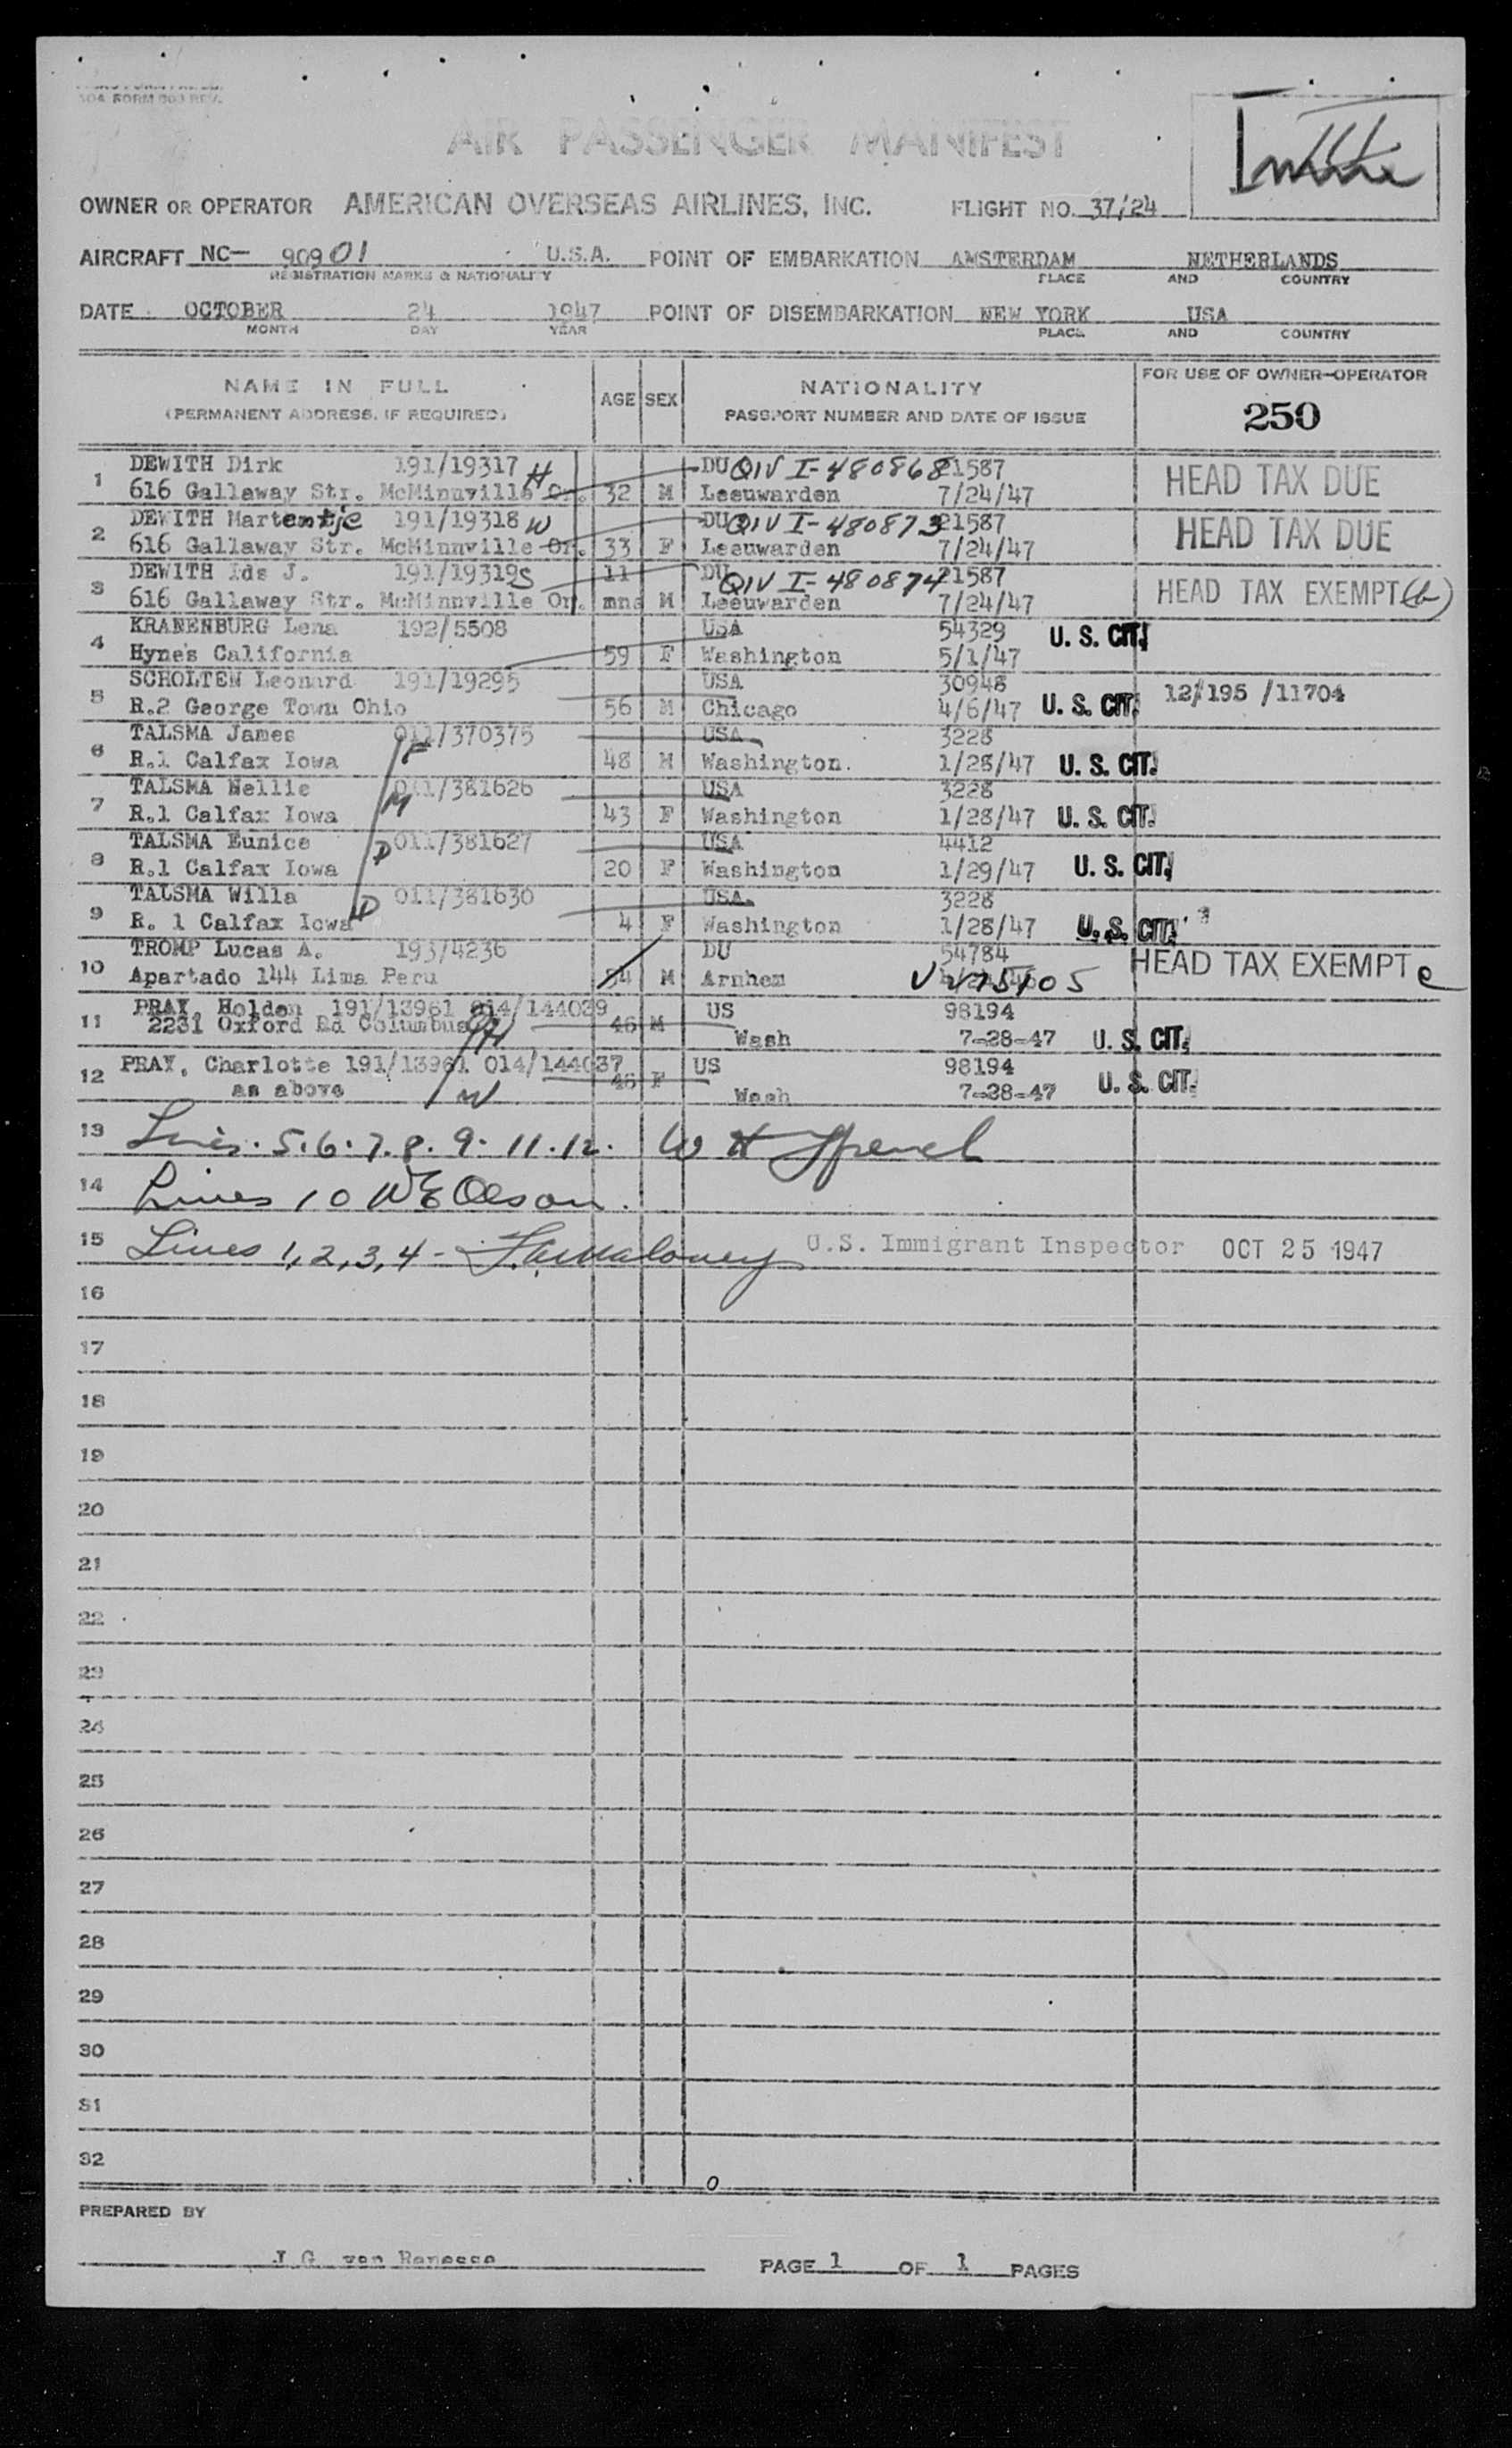 AOA FORM 903 REV.
AIR PASSENGER MANIFEST
OWNER OR OPERATOR AMERICAN OVERSEAS AIRLINES, INC. FLIGHT NO. 37/24
AIRCRAFT NC- 90901 U.S.A. POINT OF EMBARKATION AMSTERDAM NETHERLANDS
REGISTRATION MARKS & NATIONALITY PLACE AND COUNTRY
DATE OCTOBER 24 1947 POINT OF DISEMBARKATION NEW YORK USA
MONTH DAY YEAR PLACE AND COUNTRY
NAME IN FULL AGE SEX NATIONALITY FOR USE OF OWNER-OPERATOR
(PERMANENT ADDRESS, IF REQUIRED) PASSPORT NUMBER AND DATE OF ISSUE 250
1 DEWITH Dirk 191/19317 H DU QIV I-480868 21587 HEAD TAX DUE
616 Gallaway Str. McMinnville Or. 32 M Leeuwarden 7/24/47
2 DEWITH Martentje 191/19318 W DU QIV I-480873 21587 HEAD TAX DUE
616 Gallaway Str. McMinnville Or. 33 F Leeuwarden 7/24/47
3 DEWITH Ids J. 191/19319 S 11 DU QIV I-480874 21587 HEAD TAX EXEMPT (b)
616 Gallaway Str. McMinnville Or. mns M Leeuwarden 7/24/47
4 KRANENBURG Lena 192/5508 USA 54329 U. S. CIT.
Hynes California 59 F Washington 5/1/47
5 SCHOLTEN Leonard 191/19295 USA 30948 12/195 /11704
R.2 George Town Ohio 56 M Chicago 4/6/47 U. S. CIT.
6 TALSMA James 011/370375 F USA 3228
R.1 Calfax Iowa 48 M Washington. 1/28/47 U. S. CIT.
7 TALSMA Nellie 011/381626 M USA 3228
R.1 Calfax Iowa 43 F Washington 1/28/47 U. S. CIT.
8 TALSMA Eunice D 011/381627 USA 4412
R.1 Calfax Iowa 20 F Washington 1/29/47 U. S. CIT.
9 TALSMA Willa D 011/381630 USA. 3228
R. 1 Calfax Iowa 4 F Washington 1/28/47 U. S. CIT.
10 TROMP Lucas A. 193/4236 DU 54784 HEAD TAX EXEMPT e
Apartado 144 Lima Peru 54 M Arnhem
11 PRAY, Holden 191/13961 014/144039 US 98194
2231 Oxford Rd Columbus OH 46 M Wash 7-28-47 U. S. CIT.
12 PRAY, Charlotte 191/13961 014/144037 US 98194
as above W 46 F Wash 7-28-47 U. S. CIT.
13 Lines. 5.6.7.8.9.11.12. W H French
14 Lines 10 WE Olson.
15 Lines 1,2,3,4 - Maloney U.S. Immigrant Inspector OCT 25 1947
16
17
18
19
20
21
22
23
24
25
26
27
28
29
30
31
32
PREPARED BY
J.G. van Renesse PAGE 1 OF 1 PAGES